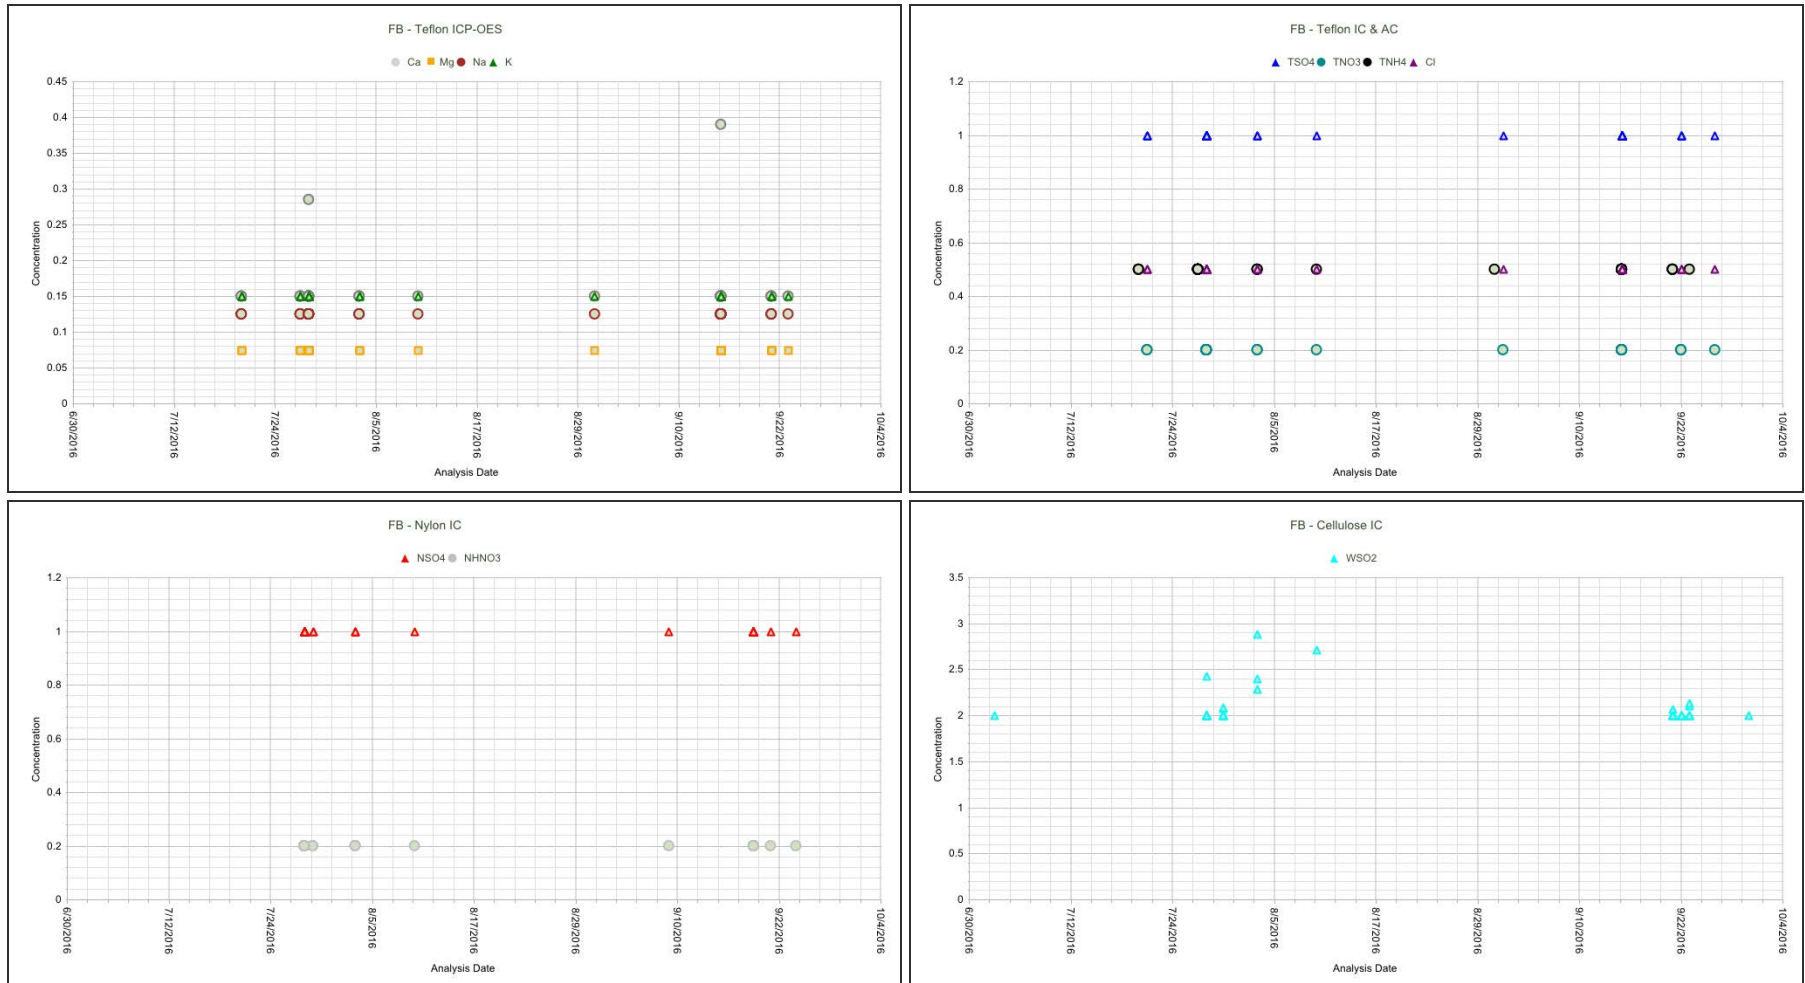 FB - Teflon ICP-OES
Ca Mg Na K
0.45
0.4
0.35
0.3
0.25
0.2
0.15
0.1
0.05
0
Concentration
6/30/2016 7/12/2016 7/24/2016 8/5/2016 8/17/2016 8/29/2016 9/10/2016 9/22/2016 10/4/2016
Analysis Date
FB - Teflon IC & AC
TSO4 TNO3 TNH4 Cl
1.2
1
0.8
0.6
0.4
0.2
0
Concentration
6/30/2016 7/12/2016 7/24/2016 8/5/2016 8/17/2016 8/29/2016 9/10/2016 9/22/2016 10/4/2016
Analysis Date
FB - Nylon IC
NSO4 NHNO3
1.2
1
0.8
0.6
0.4
0.2
0
Concentration
6/30/2016 7/12/2016 7/24/2016 8/5/2016 8/17/2016 8/29/2016 9/10/2016 9/22/2016 10/4/2016
Analysis Date
FB - Cellulose IC
WSO2
3.5
3
2.5
2
1.5
1
0.5
0
Concentration
6/30/2016 7/12/2016 7/24/2016 8/5/2016 8/17/2016 8/29/2016 9/10/2016 9/22/2016 10/4/2016
Analysis Date